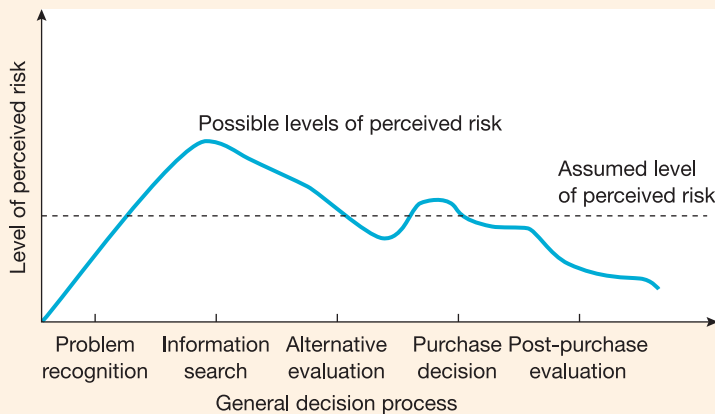 Level of perceived risk
Possible levels of perceived risk
Assumed level
of perceived risk
Problem
recognition
Information
search
Alternative
evaluation
Purchase
decision
Post-purchase
evaluation
General decision process